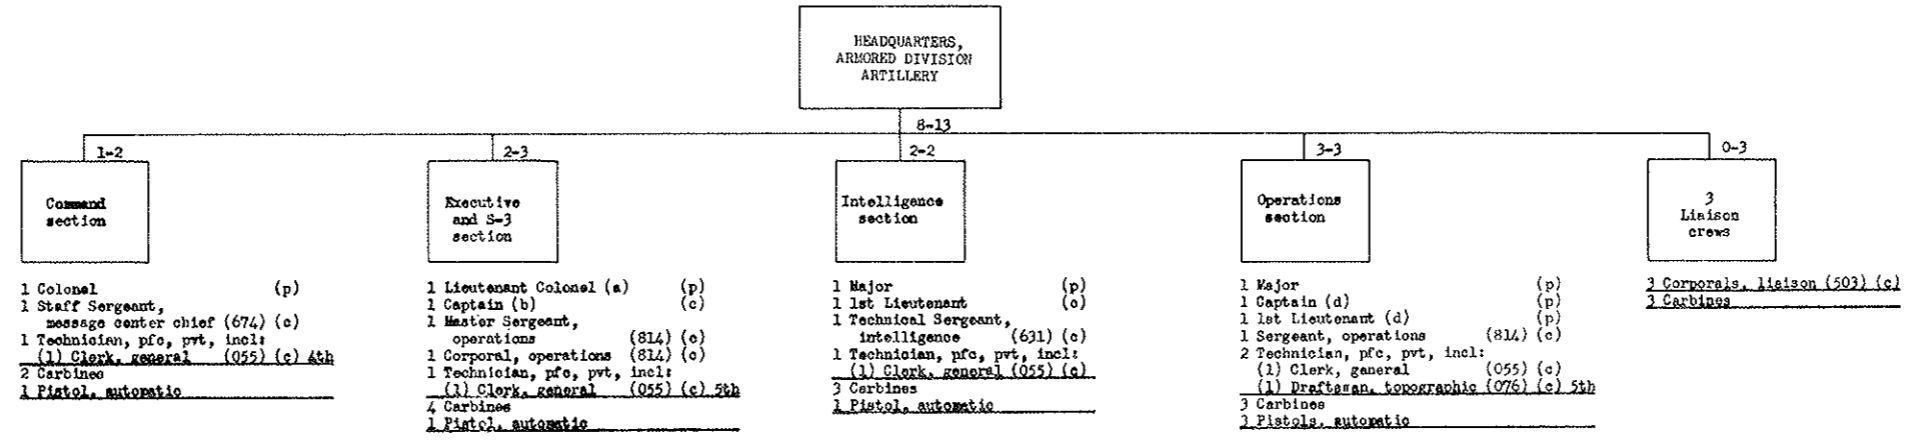 HEADQUARTERS,
ARMORED DIVISION
ARTILLERY
8-13
1-2
Command
section
1 Colonel (p)
1 Staff Sergeant,
message center chief (674) (c)
1 Technician, pfc, pvt, incl:
(1) Clerk, general (055) (c) 4th
2 Carbines
1 Pistol, automatic
2-3
Executive
and S-3
section
1 Lieutenant Colonel (a) (p)
1 Captain (b) (c)
1 Master Sergeant,
operations (814) (c)
1 Corporal, operations (814) (c)
1 Technician, pfc, pvt, incl:
(1) Clerk, general (055) (c) 5th
4 Carbines
1 Pistol, automatic
2-2
Intelligence
section
1 Major (p)
1 1st Lieutenant (c)
1 Technical Sergeant,
intelligence (631) (c)
1 Technician, pfc, pvt, incl:
(1) Clerk, general (055) (c)
3 Carbines
1 Pistol, automatic
3-3
Operations
section
1 Major (p)
1 Captain (d) (p)
1 1st Lieutenant (d) (p)
1 Sergeant, operations (814) (c)
2 Technician, pfc, pvt, incl:
(1) Clerk, general (055) (c)
(1) Draftsman, topographic (076) (c) 5th
3 Carbines
3 Pistols, automatic
0-3
3
Liaison
crews
3 Corporals, liaison (503) (c)
3 Carbines